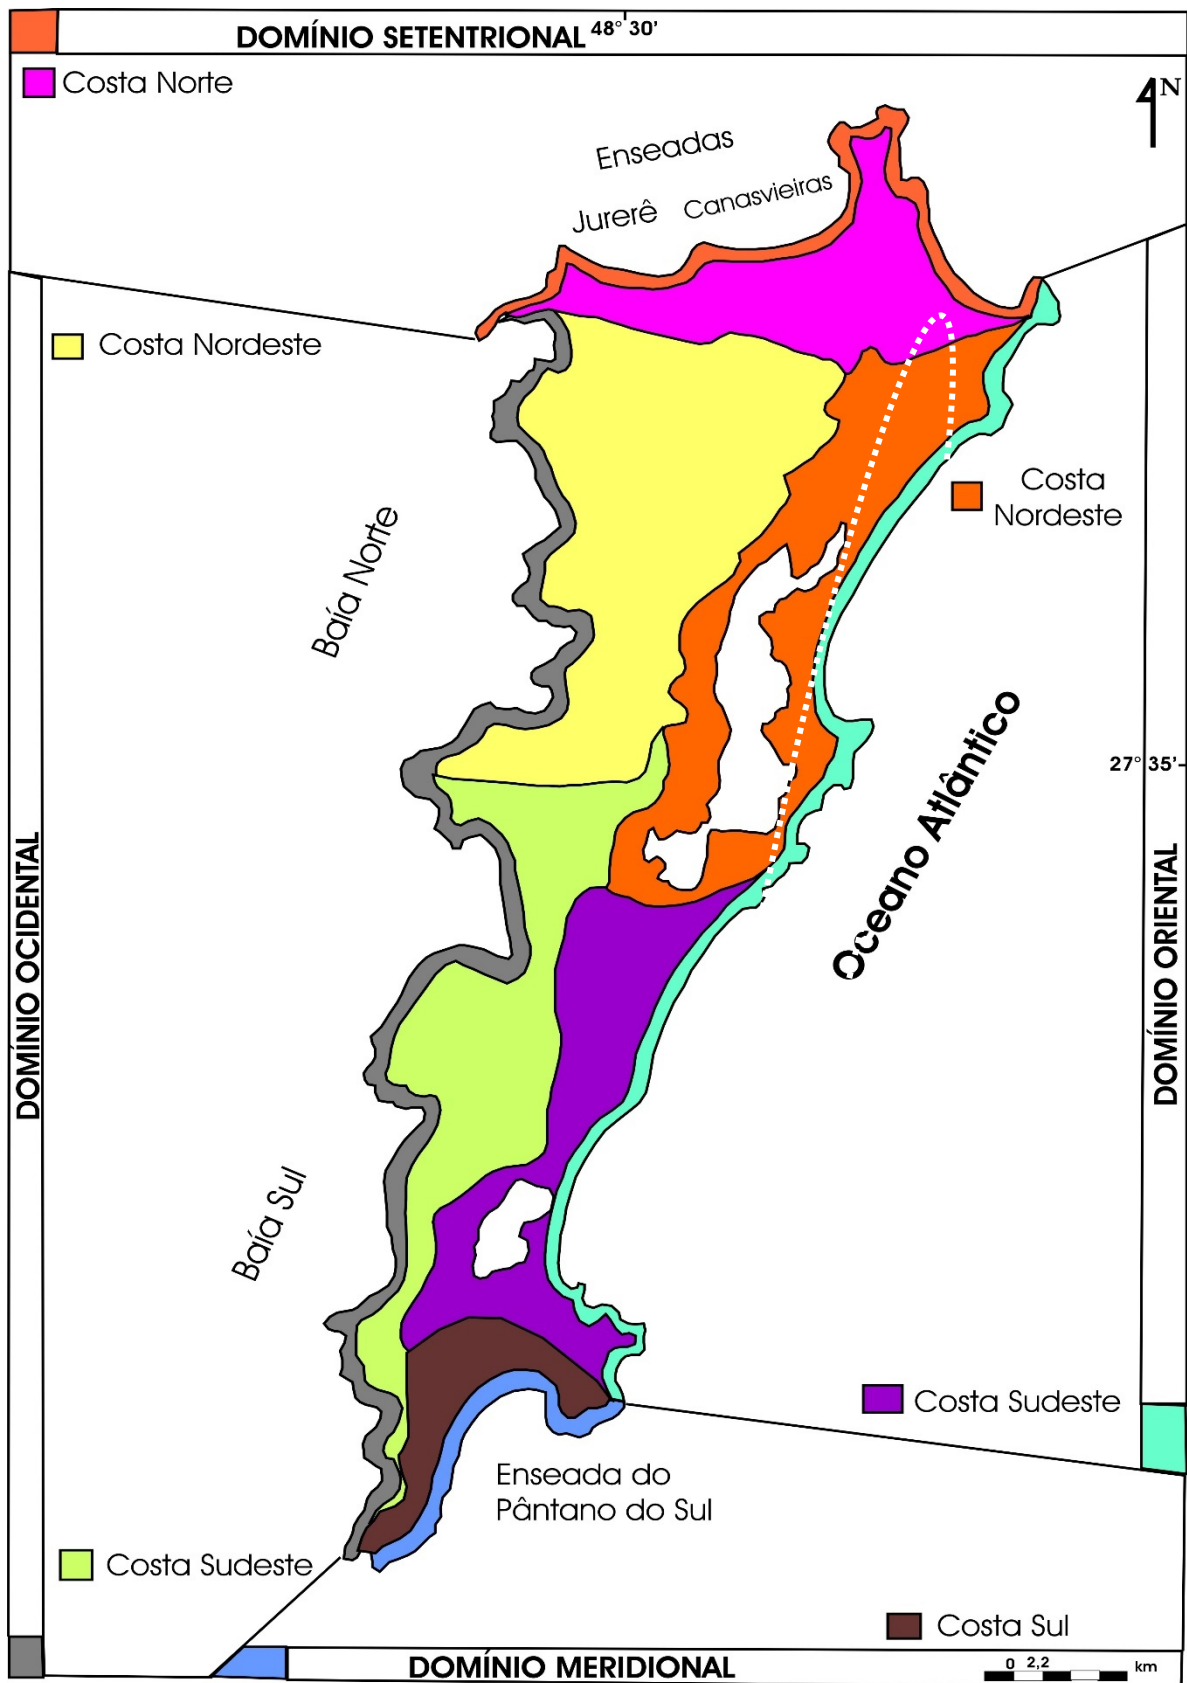 DOMÍNIO SETENTRIONAL
48° 30’
Costa Norte
N
Enseadas
Jurerê Canasvieiras
Costa Nordeste
Costa
Nordeste
Baía Norte
Oceano Atlântico
27° 35’
DOMÍNIO OCIDENTAL
DOMÍNIO ORIENTAL
Baía Sul
Costa Sudeste
Enseada do
Pântano do Sul
Costa Sudeste
Costa Sul
DOMÍNIO MERIDIONAL
0 2,2 km